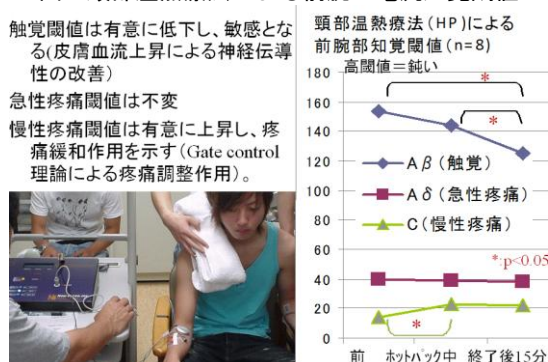 触覚閾値は有意に低下し、敏感とな
る(皮膚血流上昇による神経伝導
性の改善)
急性疼痛閾値は不変
慢性疼痛閾値は有意に上昇し、疼
痛緩和作用を示す(Gate control
理論による疼痛調整作用)。
頸部温熱療法(HP)による
前腕部知覚閾値(n=8)
高閾値=鈍い
180
160
140
120
100
80
60
40
20
0
*
*
Aβ(触覚)
Aδ(急性疼痛)
C(慢性疼痛)
*:p<0.05
*
前 ホットパック中 終了後15分